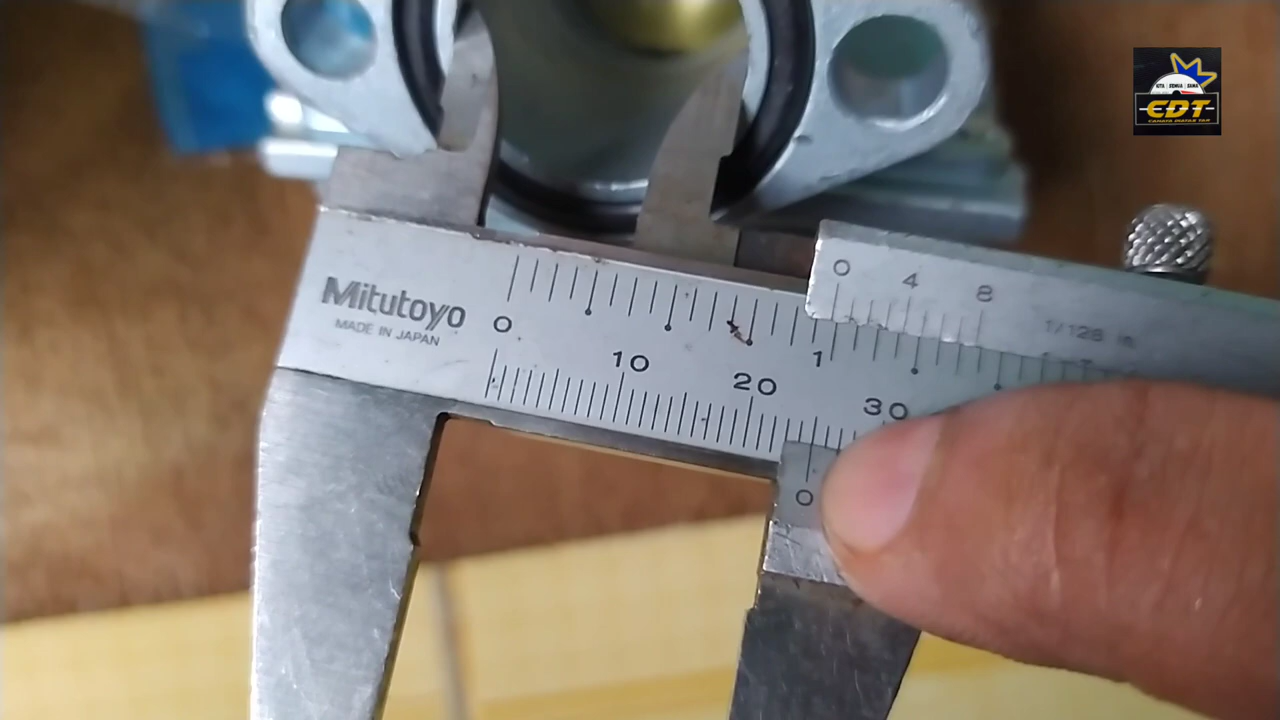 CDT
Mitutoyo
MADE IN JAPAN
0 4 8
1/128 in
0 1
10 20 30
0